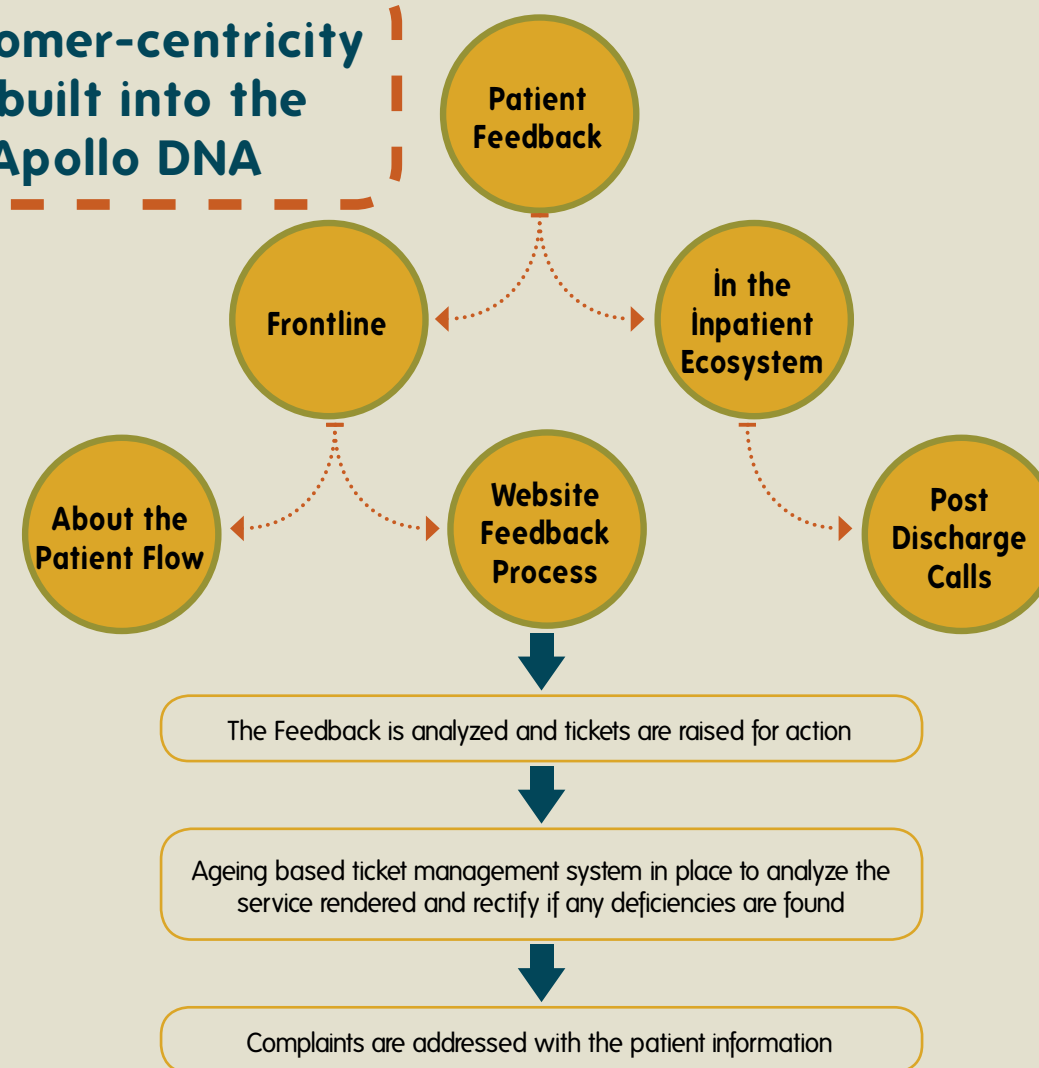 omer-centricity
built into the
Apollo DNA
Patient
Feedback
Frontline
In the
Inpatient
Ecosystem
About the
Patient Flow
Website
Feedback
Process
Post
Discharge
Calls
The Feedback is analyzed and tickets are raised for action
Ageing based ticket management system in place to analyze the
service rendered and rectify if any deficiencies are found
Complaints are addressed with the patient information